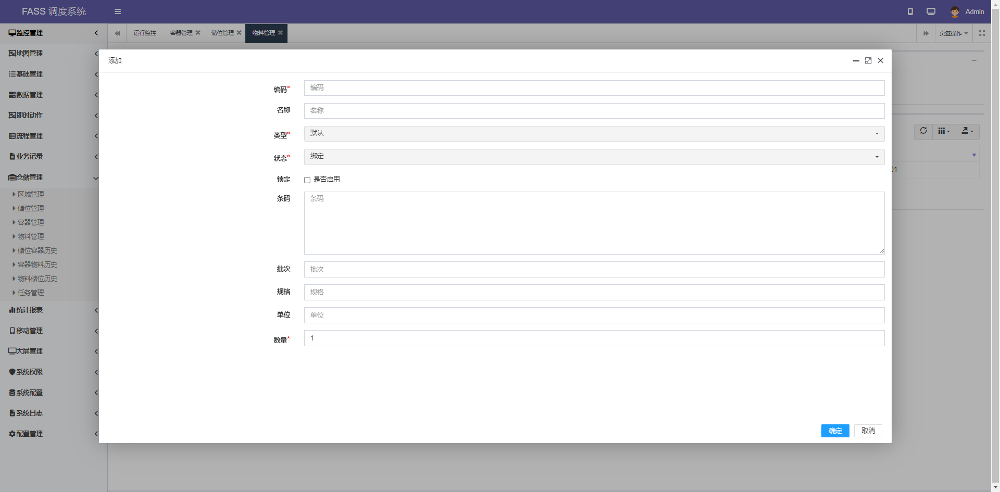 FASS 调度系统
Admin
监控管理
运行监控
容器管理
储位管理
物料管理
页签操作
地图管理
基础管理
数据管理
即时动作
流程管理
业务记录
仓储管理
区域管理
储位管理
容器管理
物料管理
储位容器历史
容器物料历史
物料储位历史
任务管理
统计报表
移动管理
大屏管理
系统权限
系统配置
系统日志
配置管理
添加
编码*
编码
名称
名称
类型*
默认
状态*
绑定
锁定
是否启用
条码
条码
批次
批次
规格
规格
单位
单位
数量*
1
确定
取消